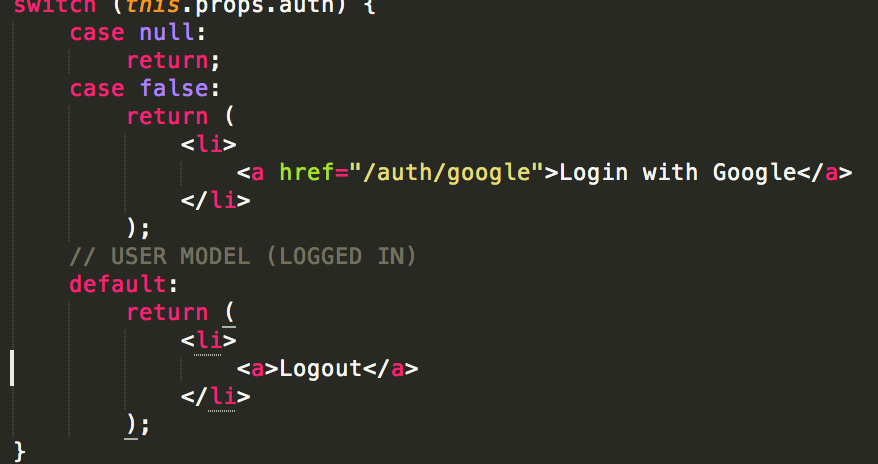 switch (this.props.auth) {
    case null:
        return;
    case false:
        return (
            <li>
                <a href="/auth/google">Login with Google</a>
            </li>
        );
    // USER MODEL (LOGGED IN)
    default:
        return (
            <li>
                <a>Logout</a>
            </li>
        );
}